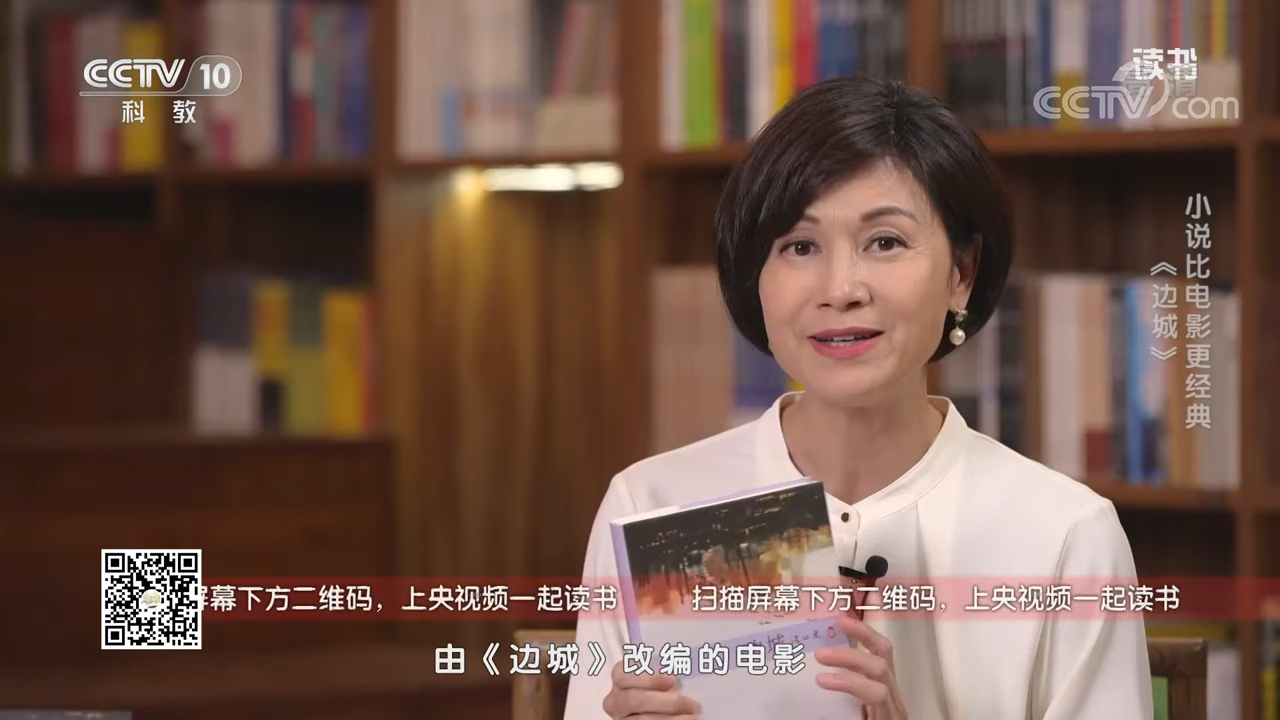 CCTV 10
科教
读书
CCTV.com
小说比电影更经典
《边城》
屏幕下方二维码，上央视频一起读书
扫描屏幕下方二维码，上央视频一起读书
由《边城》改编的电影